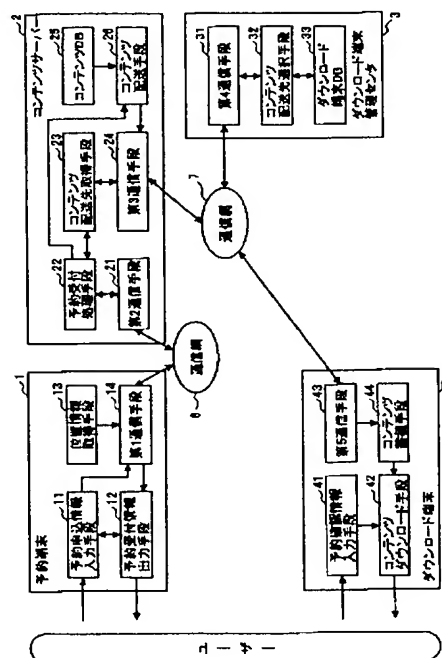 1
予約端末
11
予約申込情報
入力手段
12
予約受付情報
出力手段
13
位置情報
取得手段
14
第1通信手段
6
通信網
2
コンテンツサーバー
21
第2通信手段
22
予約受付
処理手段
23
コンテンツ
配送先取得手段
24
第3通信手段
25
コンテンツDB
26
コンテンツ
配送手段
7
通信網
3
31
第4通信手段
32
コンテンツ
配送先選択手段
33
ダウンロード
端末DB
ダウンロード端末
管理センタ
41
予約確認情報
入力手段
42
コンテンツ
ダウンロード手段
43
第5通信手段
44
コンテンツ
蓄積手段
ダウンロード端末
ユーザー